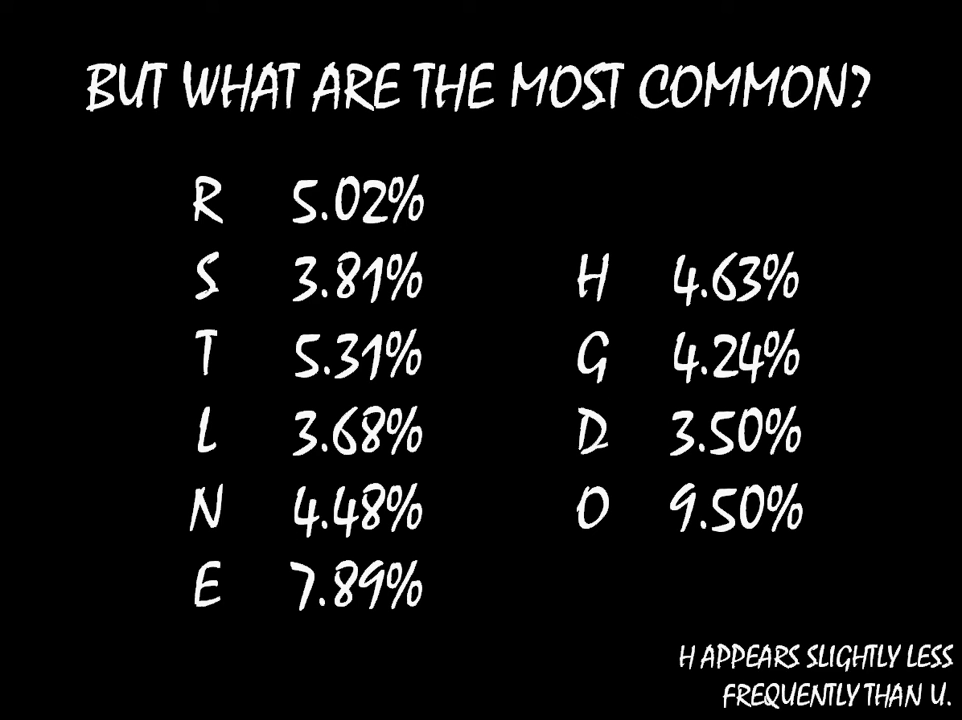 BUT WHAT ARE THE MOST COMMON?
R 5.02%
S 3.81%
T 5.31%
L 3.68%
N 4.48%
E 7.89%
H 4.63%
G 4.24%
D 3.50%
O 9.50%
H APPEARS SLIGHTLY LESS
FREQUENTLY THAN U.